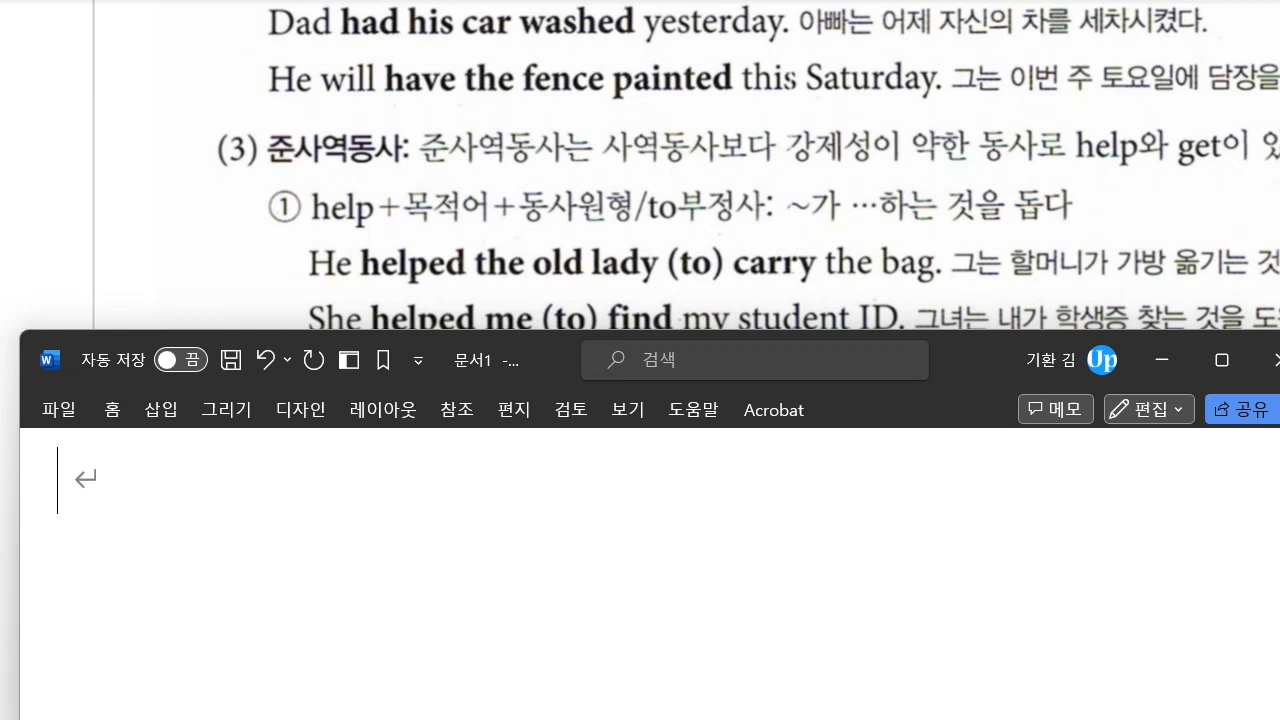 Dad had his car washed yesterday. 아빠는 어제 자신의 차를 세차시켰다.
He will have the fence painted this Saturday. 그는 이번 주 토요일에 담장을
(3) 준사역동사: 준사역동사는 사역동사보다 강제성이 약한 동사로 help와 get이
① help+목적어+동사원형/to부정사: ~가 …하는 것을 돕다
He helped the old lady (to) carry the bag. 그는 할머니가 가방 옮기는
She helped me (to) find my student ID. 그녀는 내가 학생증 찾는 것을
자동 저장 끔 문서1 -... 검색 기환 김 Up
파일 홈 삽입 그리기 디자인 레이아웃 참조 편지 검토 보기 도움말 Acrobat 메모 편집 공유